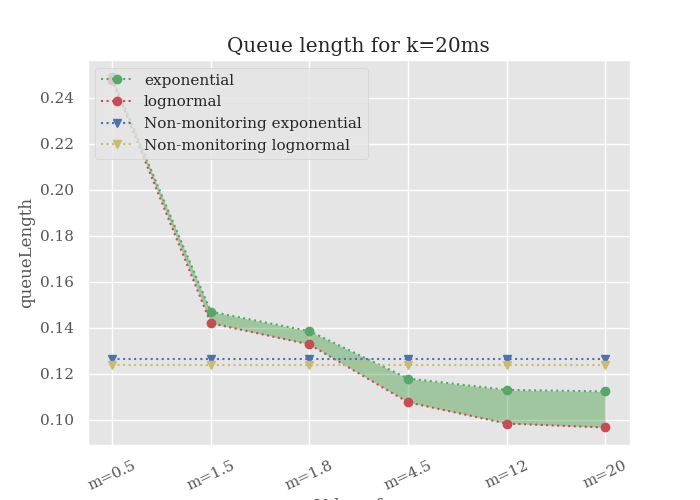 Queue length for k=20ms
exponential
lognormal
Non-monitoring exponential
Non-monitoring lognormal
queueLength
0.24
0.22
0.20
0.18
0.16
0.14
0.12
0.10
m=0.5 m=1.5 m=1.8 m=4.5 m=12 m=20